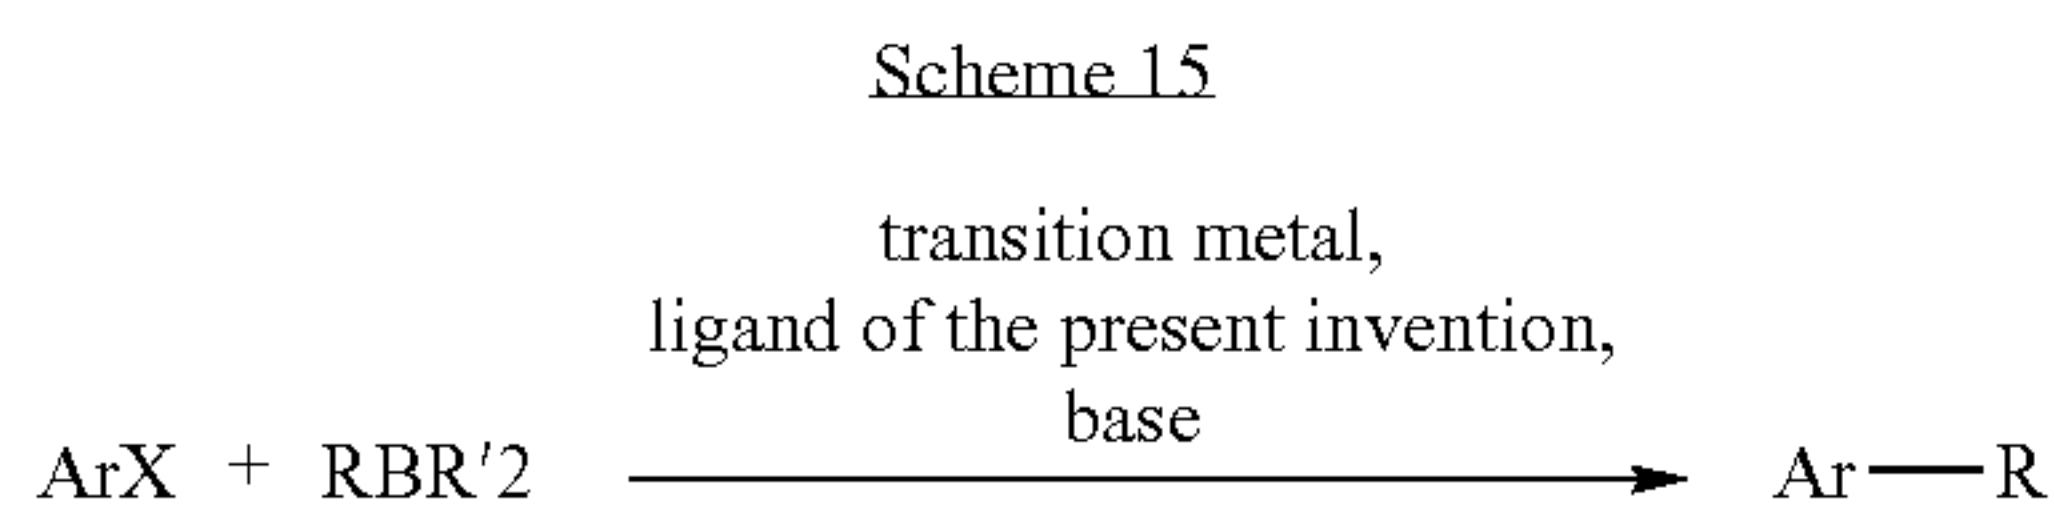 Scheme 15
transition metal,
ligand of the present invention,
base
ArX + RBR′2 Ar—R